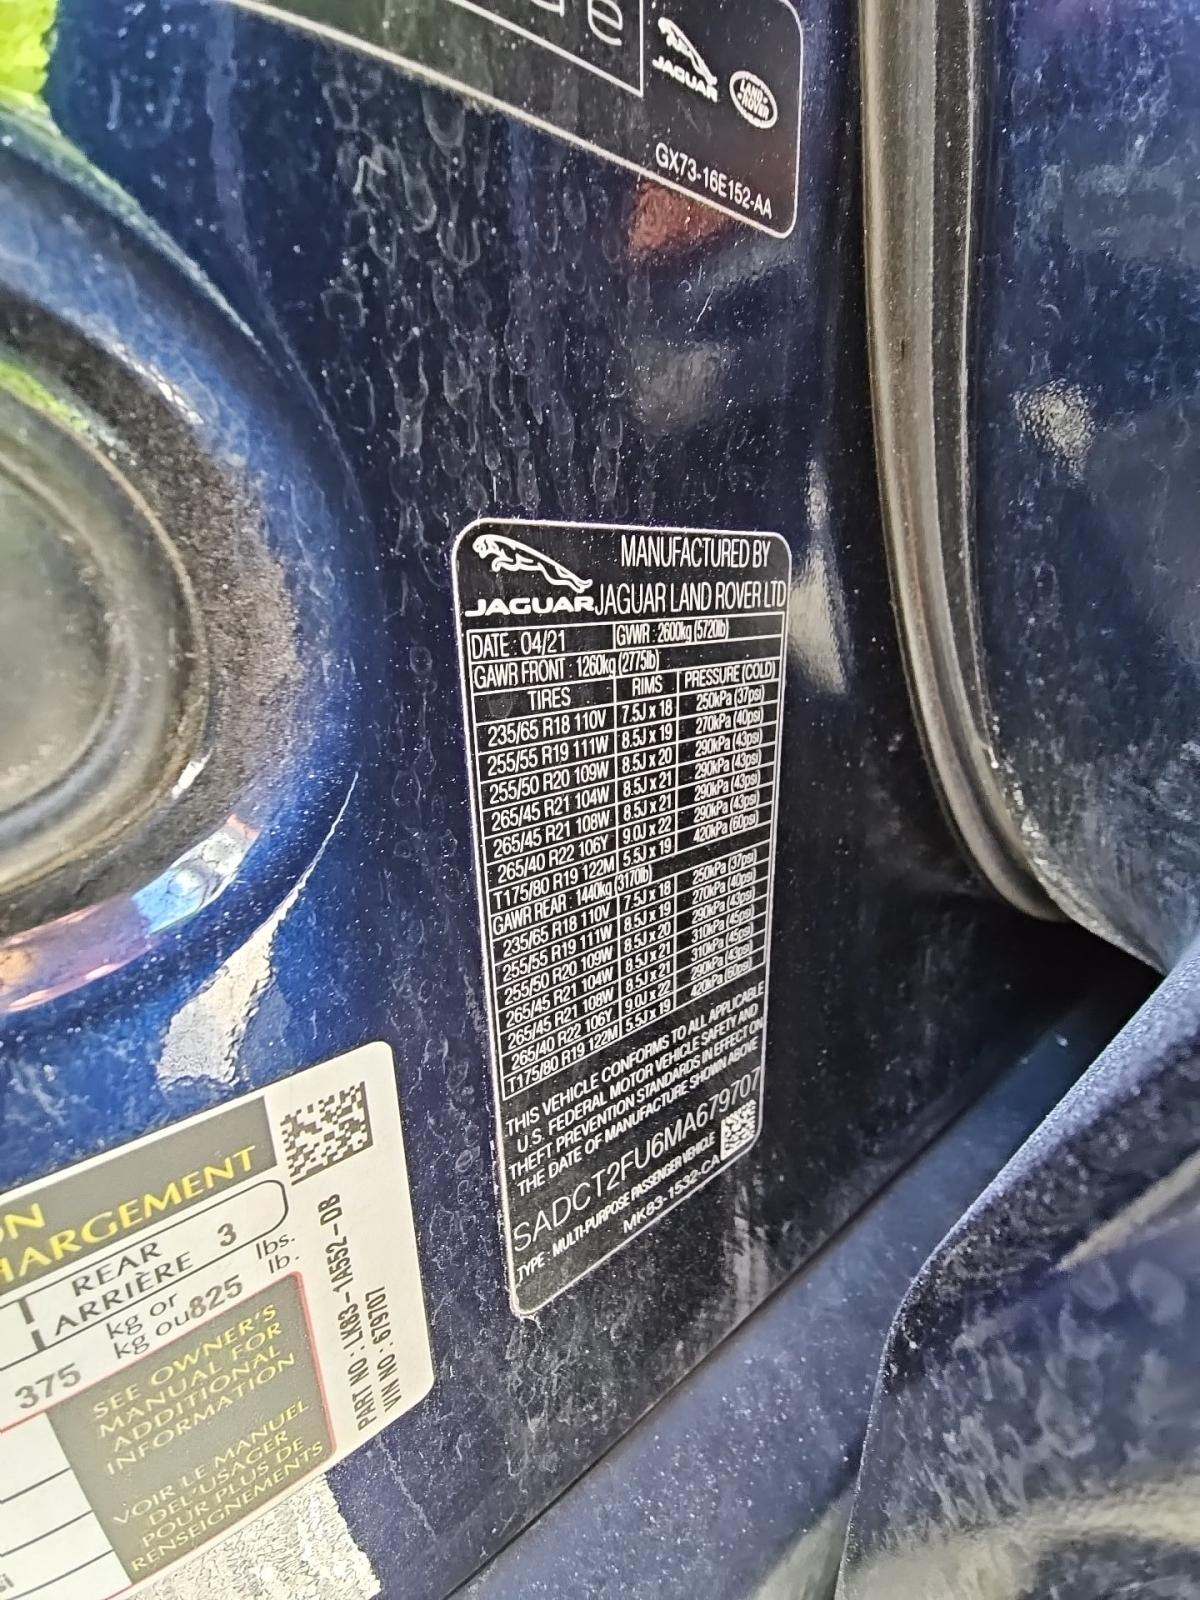 JAGUAR
LAND
ROVER
GX73-16E152-AA
JAGUAR
MANUFACTURED BY
JAGUAR LAND ROVER LTD
DATE : 04/21 GVWR : 2600kg (5720lb)
GAWR FRONT : 1260kg (2775lb)
TIRES RIMS PRESSURE (COLD)
235/65 R18 110V 7.5J x 18 250kPa (37psi)
255/55 R19 111W 8.5J x 19 270kPa (40psi)
255/50 R20 109W 8.5J x 20 290kPa (43psi)
265/45 R21 104W 8.5J x 21 290kPa (43psi)
265/45 R21 108W 8.5J x 21 290kPa (43psi)
265/40 R22 106Y 9.0J x 22 290kPa (43psi)
T175/80 R19 122M 5.5J x 19 420kPa (60psi)
GAWR REAR : 1440kg (3170lb)
235/65 R18 110V 7.5J x 18 250kPa (37psi)
255/55 R19 111W 8.5J x 19 270kPa (40psi)
255/50 R20 109W 8.5J x 20 290kPa (43psi)
265/45 R21 104W 8.5J x 21 310kPa (45psi)
265/45 R21 108W 8.5J x 21 310kPa (45psi)
265/40 R22 106Y 9.0J x 22 290kPa (43psi)
T175/80 R19 122M 5.5J x 19 420kPa (60psi)
THIS VEHICLE CONFORMS TO ALL APPLICABLE
U.S. FEDERAL MOTOR VEHICLE SAFETY AND
THEFT PREVENTION STANDARDS IN EFFECT ON
THE DATE OF MANUFACTURE SHOWN ABOVE
SADCT2FU6MA679707
TYPE : MULTI-PURPOSE PASSENGER VEHICLE
MK83-1532-CA
ON
HARGEMENT
REAR
ARRIÈRE 3
kg or lbs.
375 kg ou 825 lb.
SEE OWNER'S
MANUAL FOR
ADDITIONAL
INFORMATION
VOIR LE MANUEL
DEL'USAGER
POUR PLUS DE
RENSEIGNEMENTS
PART NO : LK83-1A552-DB
VIN NO : 679707